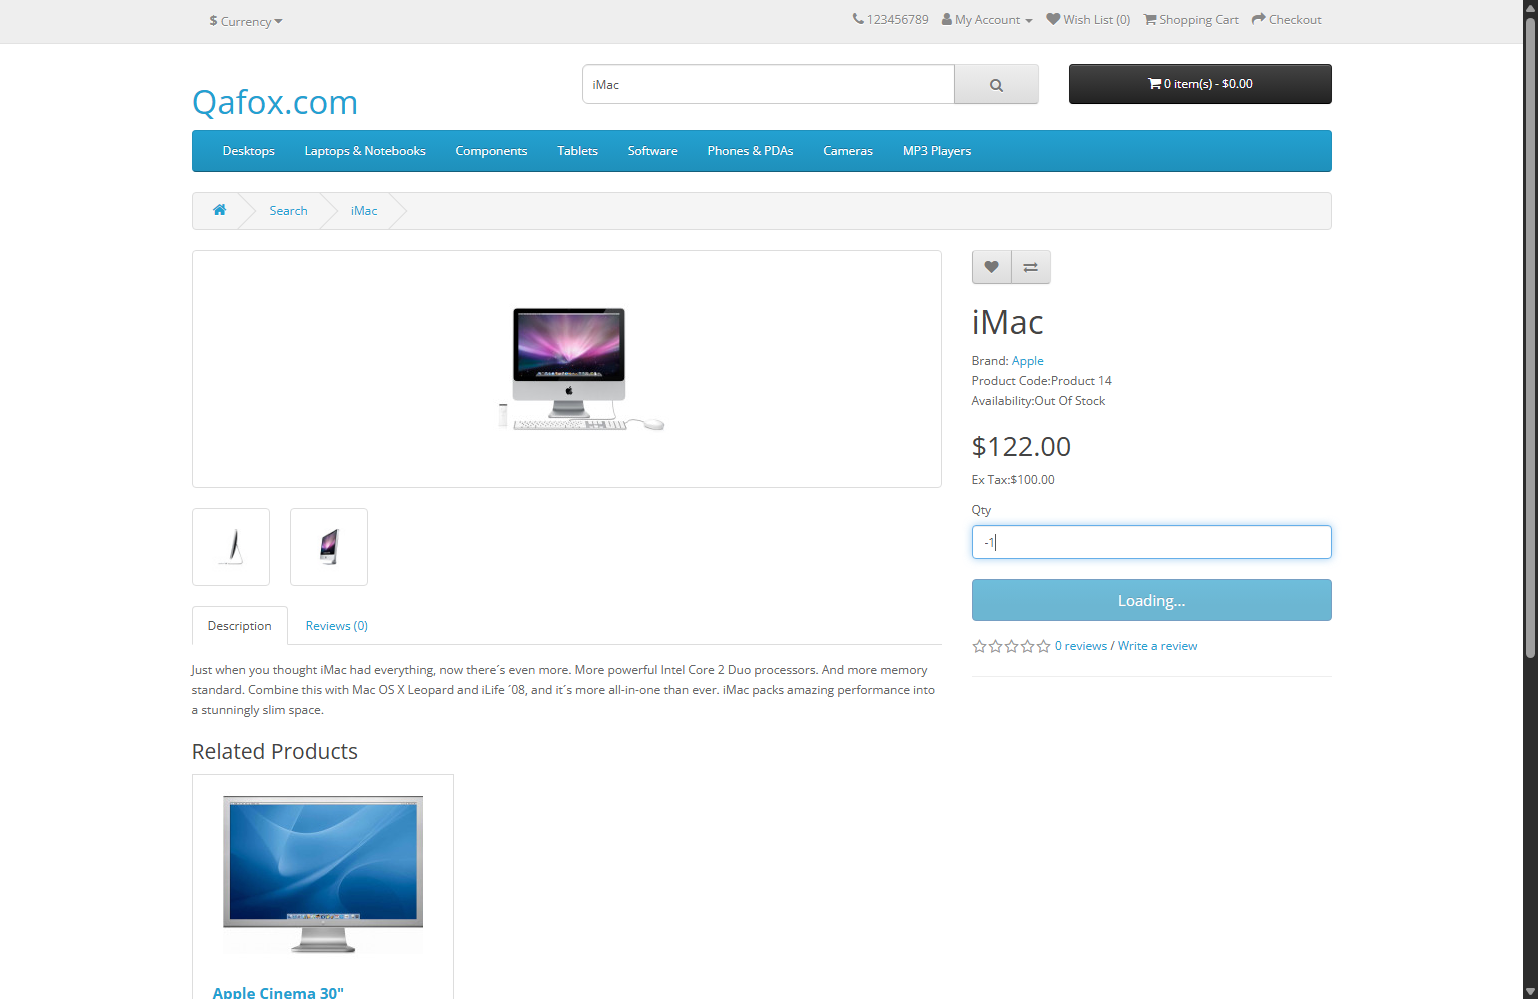 $ Currency
123456789 My Account Wish List (0) Shopping Cart Checkout
Qafox.com
iMac
0 item(s) - $0.00
Desktops Laptops & Notebooks Components Tablets Software Phones & PDAs Cameras MP3 Players
Search iMac
iMac
Brand: Apple
Product Code:Product 14
Availability:Out Of Stock
$122.00
Ex Tax:$100.00
Qty
-1
Loading...
0 reviews / Write a review
Description Reviews (0)
Just when you thought iMac had everything, now there´s even more. More powerful Intel Core 2 Duo processors. And more memory
standard. Combine this with Mac OS X Leopard and iLife ´08, and it´s more all-in-one than ever. iMac packs amazing performance into
a stunningly slim space.
Related Products
Apple Cinema 30"